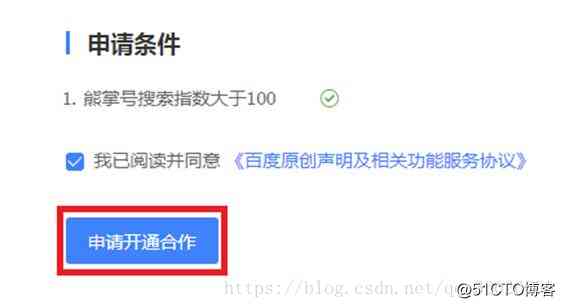 申请条件
1. 熊掌号搜索指数大于100
我已阅读并同意 《百度原创声明及相关功能服务协议》
申请开通合作
https://blog.csdn.net/q
@51CTO博客